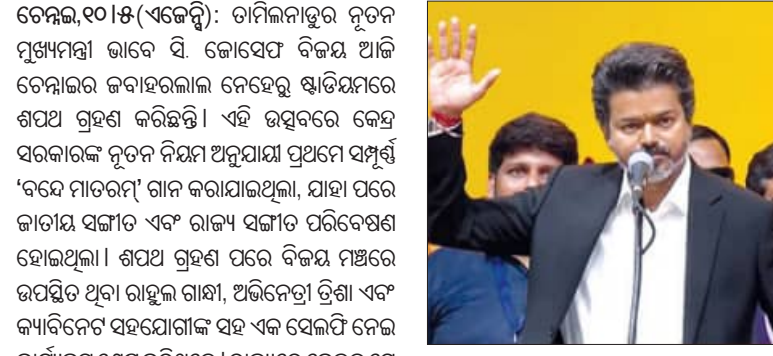 ଚେନ୍ନଇ,୧୦।୫(ଏଜେନ୍ସି): ତାମିଲନାଡୁର ନୂତନ
ମୁଖ୍ୟମନ୍ତ୍ରୀ ଭାବେ ସି. ଜୋସେଫ ବିଜୟ ଆଜି
ଚେନ୍ନାଇର ଜବାହରଲାଲ ନେହେରୁ ଷ୍ଟାଡିୟମରେ
ଶପଥ ଗ୍ରହଣ କରିଛନ୍ତି। ଏହି ଉତ୍ସବରେ କେନ୍ଦ୍ର
ସରକାରଙ୍କ ନୂତନ ନିୟମ ଅନୁଯାୟୀ ପ୍ରଥମେ ସମ୍ପୂର୍ଣ୍ଣ
‘ବନ୍ଦେ ମାତରମ୍’ ଗାନ କରାଯାଇଥିଲା, ଯାହା ପରେ
ଜାତୀୟ ସଙ୍ଗୀତ ଏବଂ ରାଜ୍ୟ ସଙ୍ଗୀତ ପରିବେଷଣ
ହୋଇଥିଲା। ଶପଥ ଗ୍ରହଣ ପରେ ବିଜୟ ମଞ୍ଚରେ
ଉପସ୍ଥିତ ଥିବା ରାହୁଲ ଗାନ୍ଧୀ, ଅଭିନେତ୍ରୀ ତ୍ରିଶା ଏବଂ
କ୍ୟାବିନେଟ ସହଯୋଗୀଙ୍କ ସହ ଏକ ସେଲଫି ନେଇ